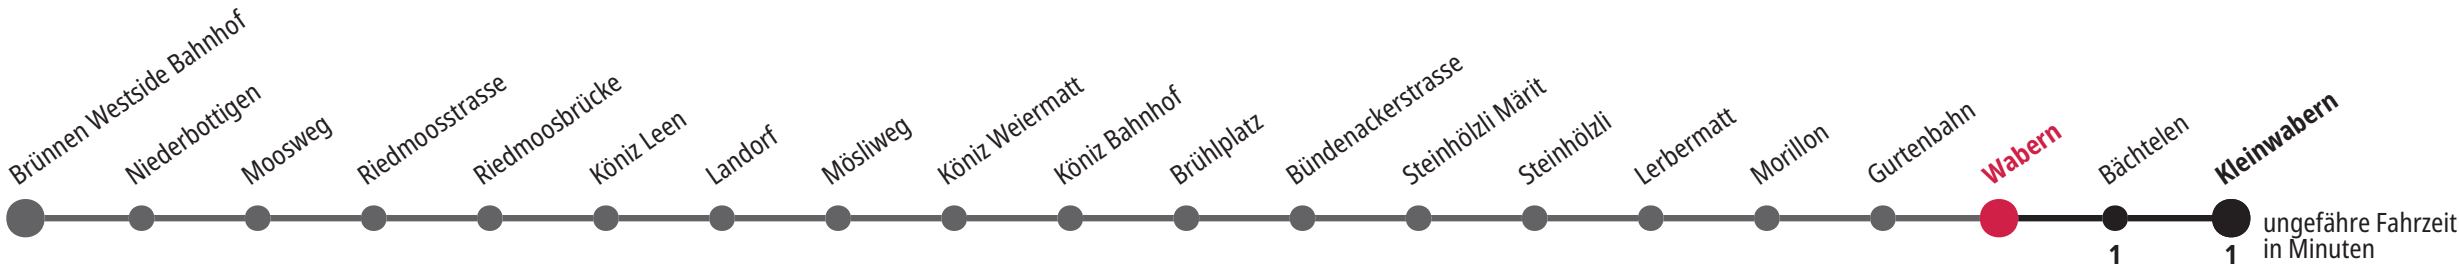 Brünnen Westside Bahnhof
Niederbottigen
Moosweg
Riedmoosstrasse
Riedmoosbrücke
Köniz Leen
Landorf
Mösliweg
Köniz Weiermatt
Köniz Bahnhof
Brühlplatz
Bündenackerstrasse
Steinhölzli Märit
Steinhölzli
Lerbermatt
Morillon
Gurtenbahn
Wabern
Bächtelen
Kleinwabern
1
1
ungefähre Fahrzeit
in Minuten